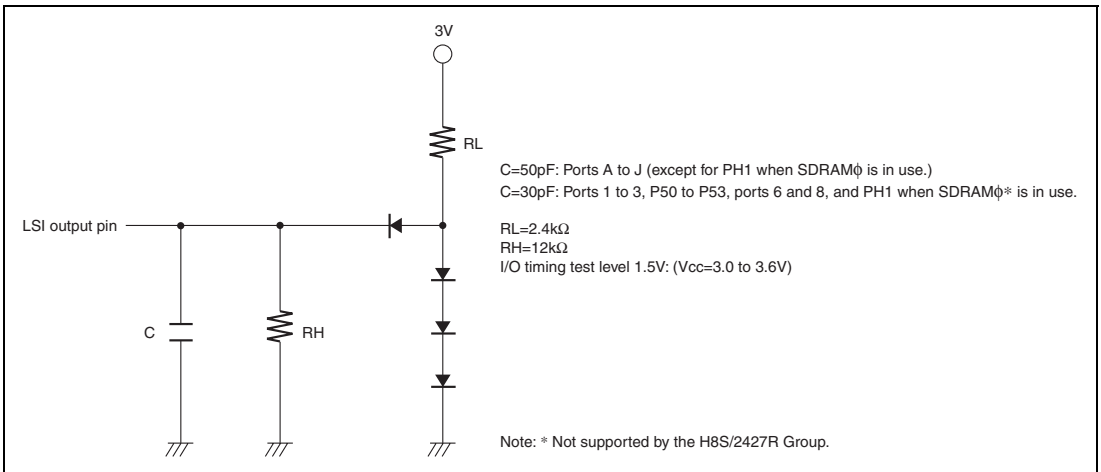 3V
RL
C=50pF: Ports A to J (except for PH1 when SDRAMϕ is in use.)
C=30pF: Ports 1 to 3, P50 to P53, ports 6 and 8, and PH1 when SDRAMϕ* is in use.
LSI output pin
RL=2.4kΩ
RH=12kΩ
I/O timing test level 1.5V: (Vcc=3.0 to 3.6V)
C
RH
Note: * Not supported by the H8S/2427R Group.